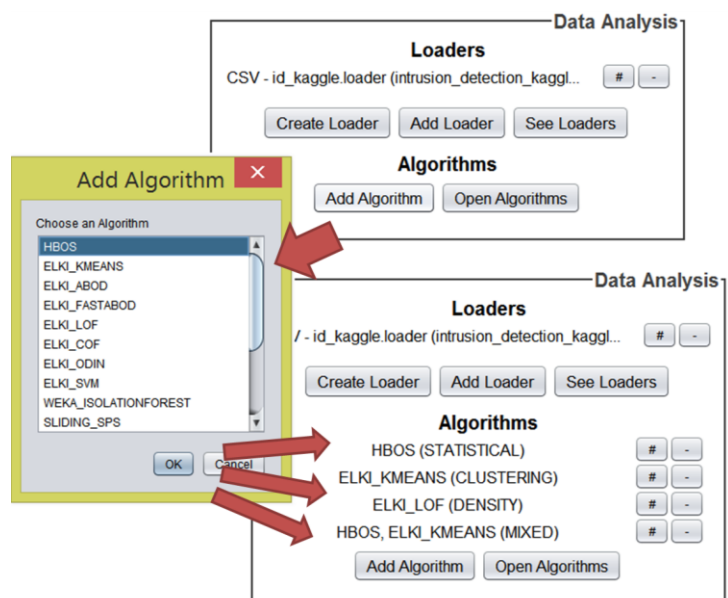 Data Analysis
Loaders
CSV - id_kaggle.loader (intrusion_detection_kaggl... # -
Create Loader Add Loader See Loaders
Algorithms
Add Algorithm Open Algorithms
Add Algorithm X
Choose an Algorithm
HBOS
ELKI_KMEANS
ELKI_ABOD
ELKI_FASTABOD
ELKI_LOF
ELKI_COF
ELKI_ODIN
ELKI_SVM
WEKA_ISOLATIONFOREST
SLIDING_SPS
OK Cancel
Data Analysis
Loaders
/ - id_kaggle.loader (intrusion_detection_kaggl... # -
Create Loader Add Loader See Loaders
Algorithms
HBOS (STATISTICAL) # -
ELKI_KMEANS (CLUSTERING) # -
ELKI_LOF (DENSITY) # -
HBOS, ELKI_KMEANS (MIXED) # -
Add Algorithm Open Algorithms